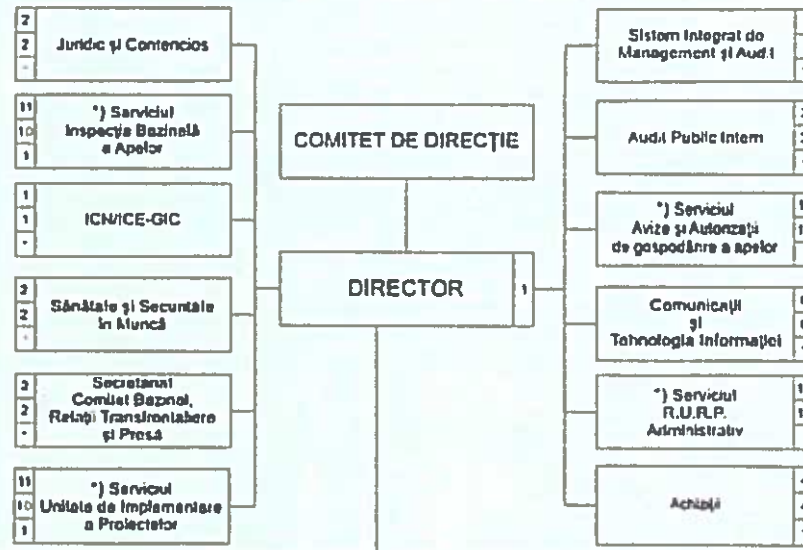 2
2
-
Juridic și Contencios
11
10
1
*) Serviciul
Inspecția Bazinală
a Apelor
1
1
-
ICN/ICE-GIC
2
2
-
Sănătate și Securitate
în Muncă
2
2
-
Secretariat
Comitet Bazinal,
Relații Transfrontaliere
și Presă
11
10
1
*) Serviciul
Unitate de Implementare
a Proiectelor
COMITET DE DIRECȚIE
DIRECTOR
1
Sistem Integrat de
Management și Audit
Audit Public Intern
*) Serviciul
Avize și Autorizații
de gospodărire a apelor
Comunicații
și
Tehnologia Informației
*) Serviciul
R.U.R.P.
Administrativ
Achiziții